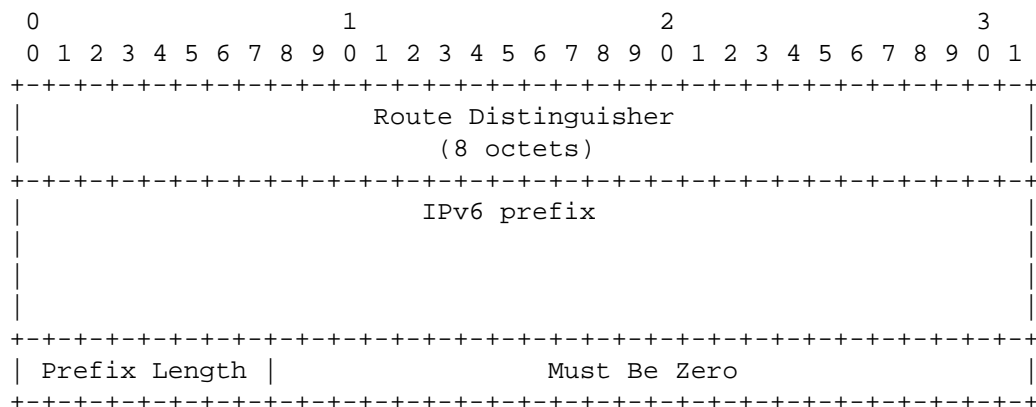 0                   1                   2                   3
 0 1 2 3 4 5 6 7 8 9 0 1 2 3 4 5 6 7 8 9 0 1 2 3 4 5 6 7 8 9 0 1
+-+-+-+-+-+-+-+-+-+-+-+-+-+-+-+-+-+-+-+-+-+-+-+-+-+-+-+-+-+-+-+-+
|                      Route Distinguisher                      |
|                          (8 octets)                           |
+-+-+-+-+-+-+-+-+-+-+-+-+-+-+-+-+-+-+-+-+-+-+-+-+-+-+-+-+-+-+-+-+
|                         IPv6 prefix                           |
|                                                               |
|                                                               |
|                                                               |
+-+-+-+-+-+-+-+-+-+-+-+-+-+-+-+-+-+-+-+-+-+-+-+-+-+-+-+-+-+-+-+-+
| Prefix Length |                 Must Be Zero                  |
+-+-+-+-+-+-+-+-+-+-+-+-+-+-+-+-+-+-+-+-+-+-+-+-+-+-+-+-+-+-+-+-+